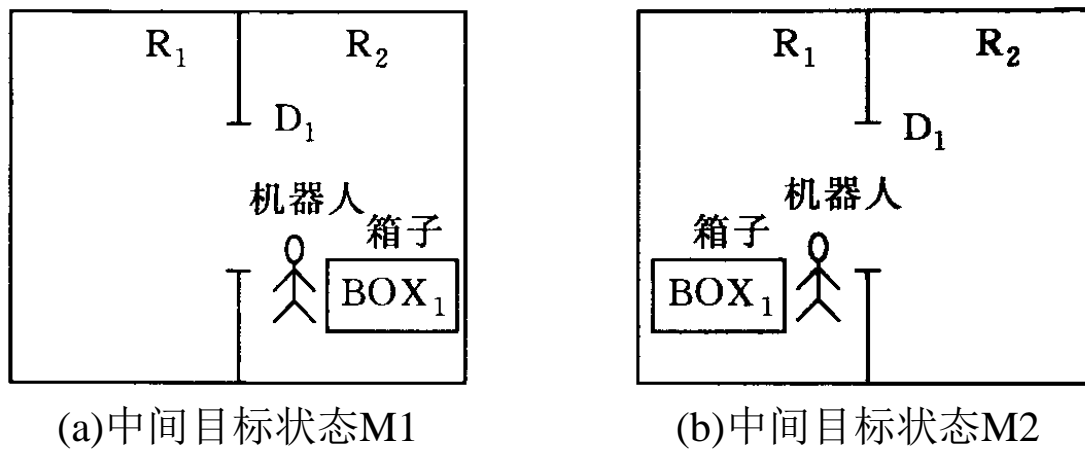 R₁ R₂
D₁
机器人
箱子
BOX₁
(a)中间目标状态M1
R₁ R₂
D₁
机器人
箱子
BOX₁
(b)中间目标状态M2